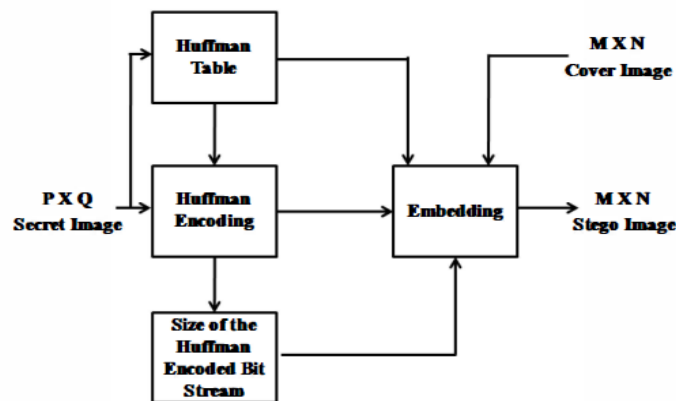 Huffman
Table
M X N
Cover Image
P X Q
Secret Image
Huffman
Encoding
Embedding
M X N
Stego Image
Size of the
Huffman
Encoded Bit
Stream